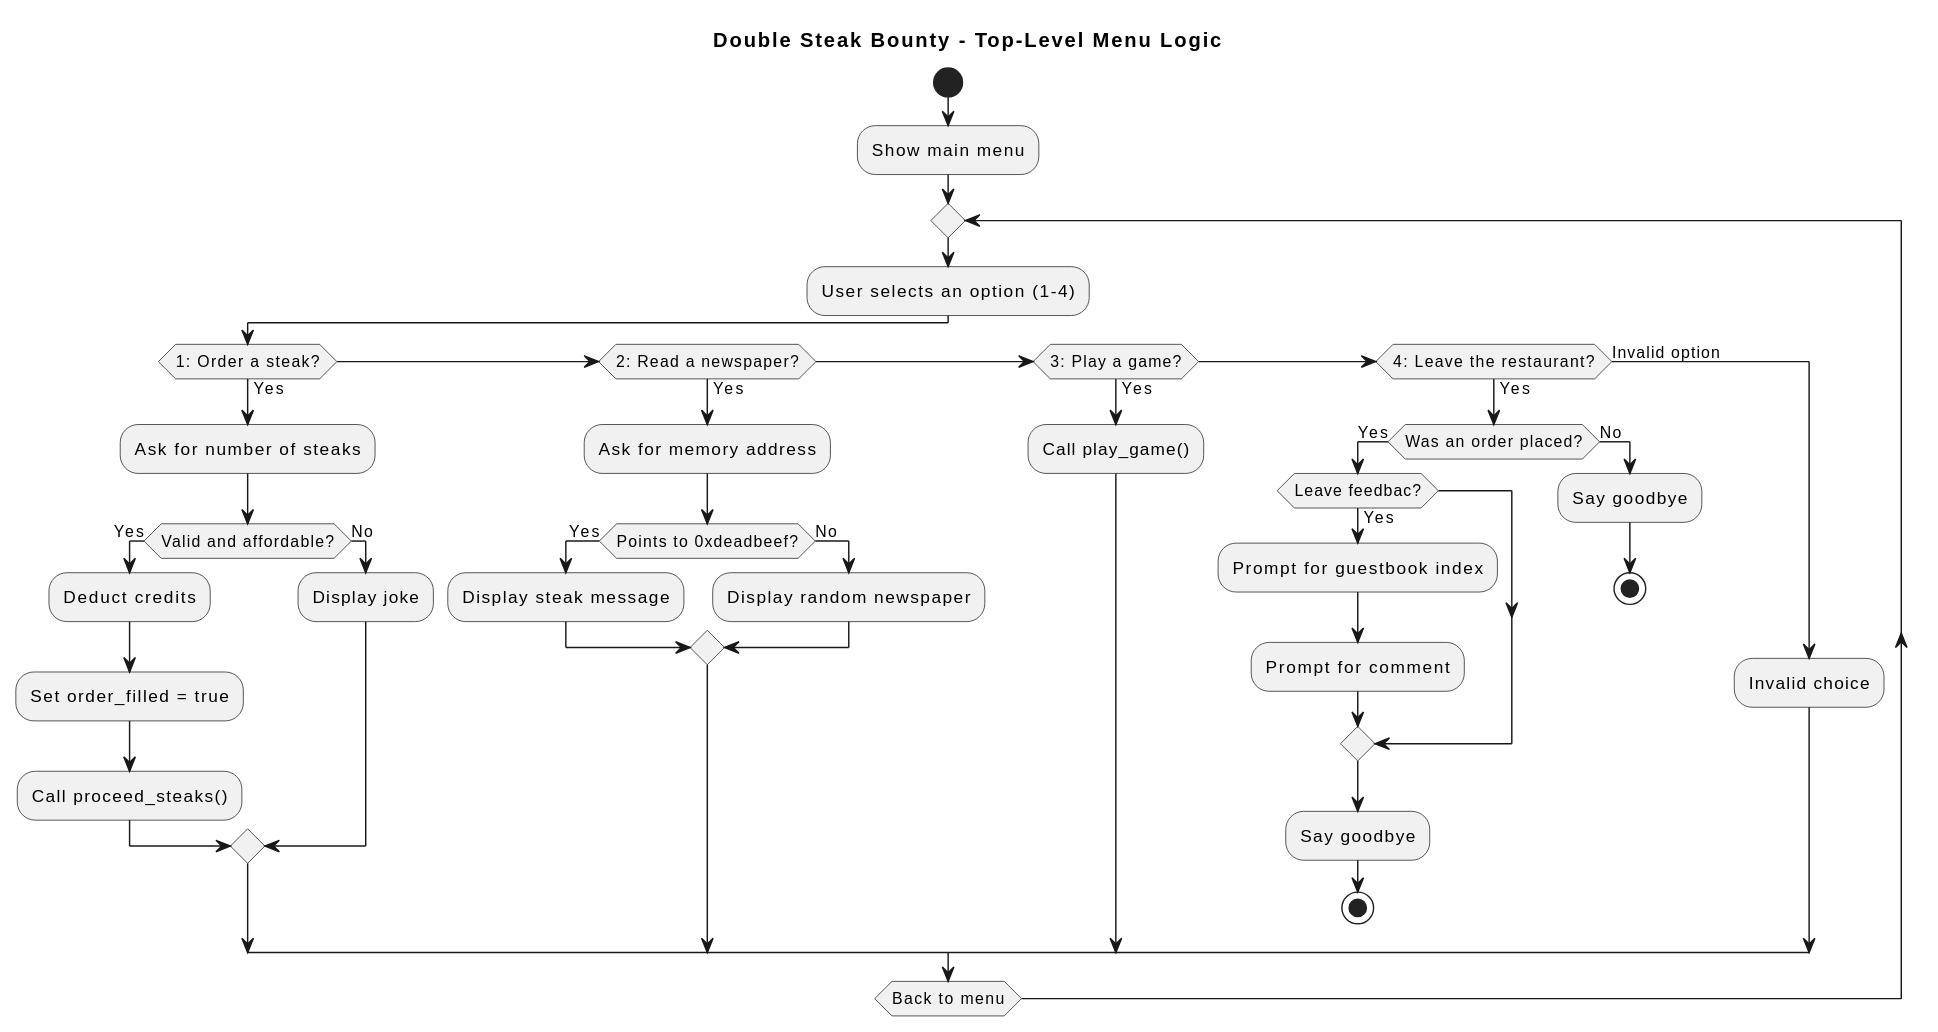 Double Steak Bounty - Top-Level Menu Logic
Show main menu
User selects an option (1-4)
1: Order a steak?
2: Read a newspaper?
3: Play a game?
4: Leave the restaurant?
Invalid option
Yes
Yes
Yes
Yes
Ask for number of steaks
Ask for memory address
Call play_game()
Yes
Was an order placed?
No
Leave feedbac?
Say goodbye
Yes
Yes
Valid and affordable?
No
Yes
Points to 0xdeadbeef?
No
Prompt for guestbook index
Deduct credits
Display joke
Display steak message
Display random newspaper
Prompt for comment
Invalid choice
Set order_filled = true
Call proceed_steaks()
Say goodbye
Back to menu